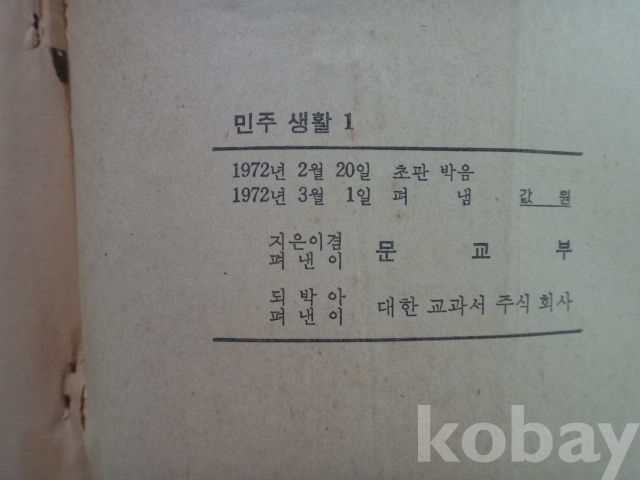 민주 생활 1
1972년 2월 20일 초판 박음
1972년 3월 1일 펴 냄 값 원
지은이겸
펴 낸 이 문 교 부
되 박 아
펴 낸 이 대한 교과서 주식 회사
kobay